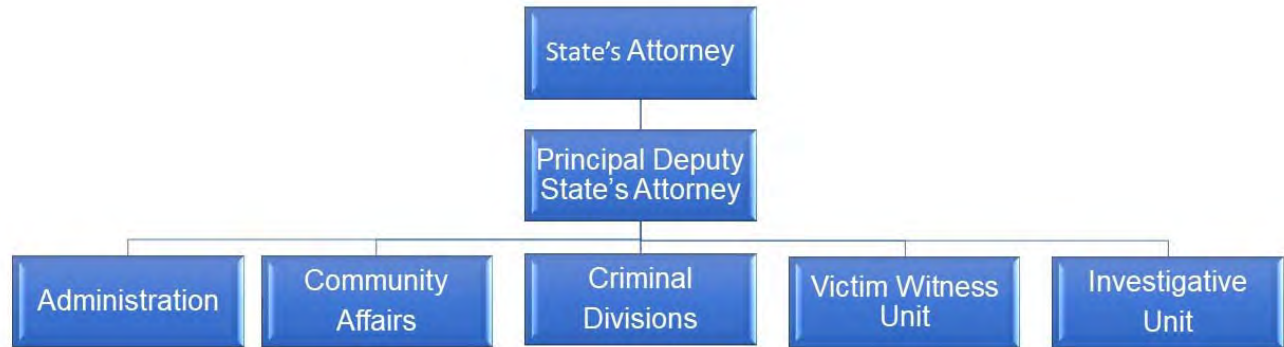 State's Attorney
Principal Deputy
State's Attorney
Administration
Community
Affairs
Criminal
Divisions
Victim Witness
Unit
Investigative
Unit